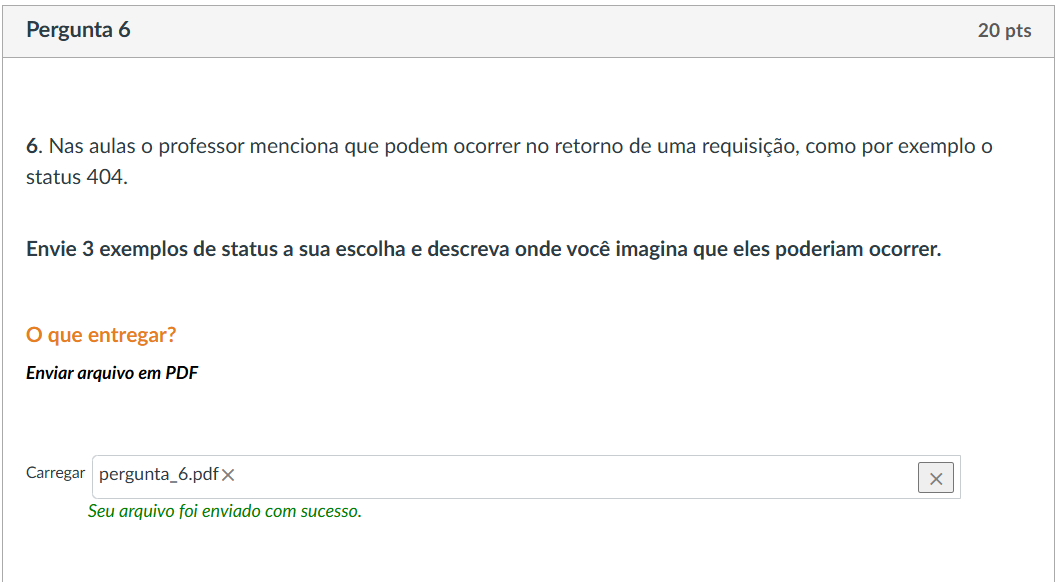 Pergunta 6
20 pts
6. Nas aulas o professor menciona que podem ocorrer no retorno de uma requisição, como por exemplo o
status 404.
Envie 3 exemplos de status a sua escolha e descreva onde você imagina que eles poderiam ocorrer.
O que entregar?
Enviar arquivo em PDF
Carregar pergunta_6.pdf
Seu arquivo foi enviado com sucesso.